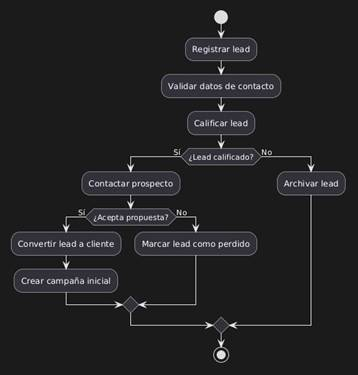 Registrar lead
Validar datos de contacto
Calificar lead
Sí
¿Lead calificado?
No
Contactar prospecto
Archivar lead
Sí
¿Acepta propuesta?
No
Convertir lead a cliente
Marcar lead como perdido
Crear campaña inicial